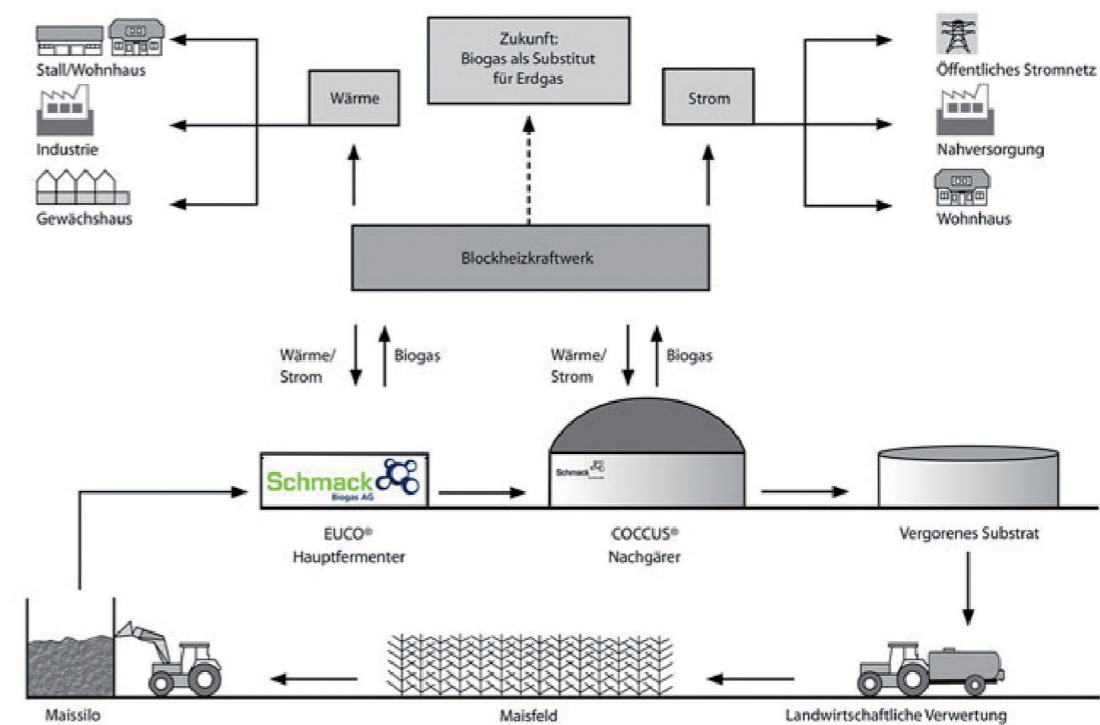 Zukunft:
Biogas als Substitut
für Erdgas
Stall/Wohnhaus
Wärme
Strom
Öffentliches Stromnetz
Industrie
Nahversorgung
Gewächshaus
Wohnhaus
Blockheizkraftwerk
Wärme/
Strom
Biogas
Wärme/
Strom
Biogas
Schmack
Biogas AG
Schmack
EUCO®
Hauptfermenter
COCCUS®
Nachgärer
Vergorenes Substrat
Maissilo
Maisfeld
Landwirtschaftliche Verwertung